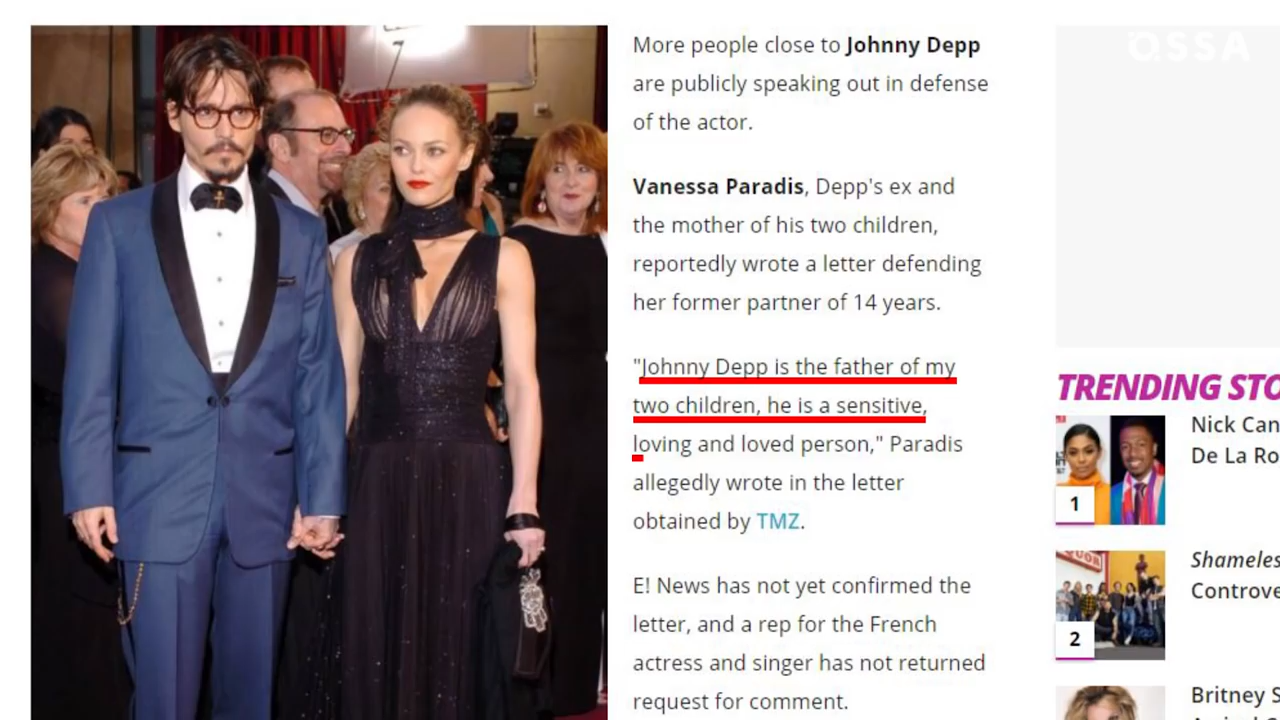 More people close to Johnny Depp
are publicly speaking out in defense
of the actor.
Vanessa Paradis, Depp's ex and
the mother of his two children,
reportedly wrote a letter defending
her former partner of 14 years.
"Johnny Depp is the father of my
two children, he is a sensitive,
loving and loved person," Paradis
allegedly wrote in the letter
obtained by TMZ.
E! News has not yet confirmed the
letter, and a rep for the French
actress and singer has not returned
request for comment.
OSSA
TRENDING STO
1
Nick Can
De La Ro
2
Shameles
Controve
Britney S